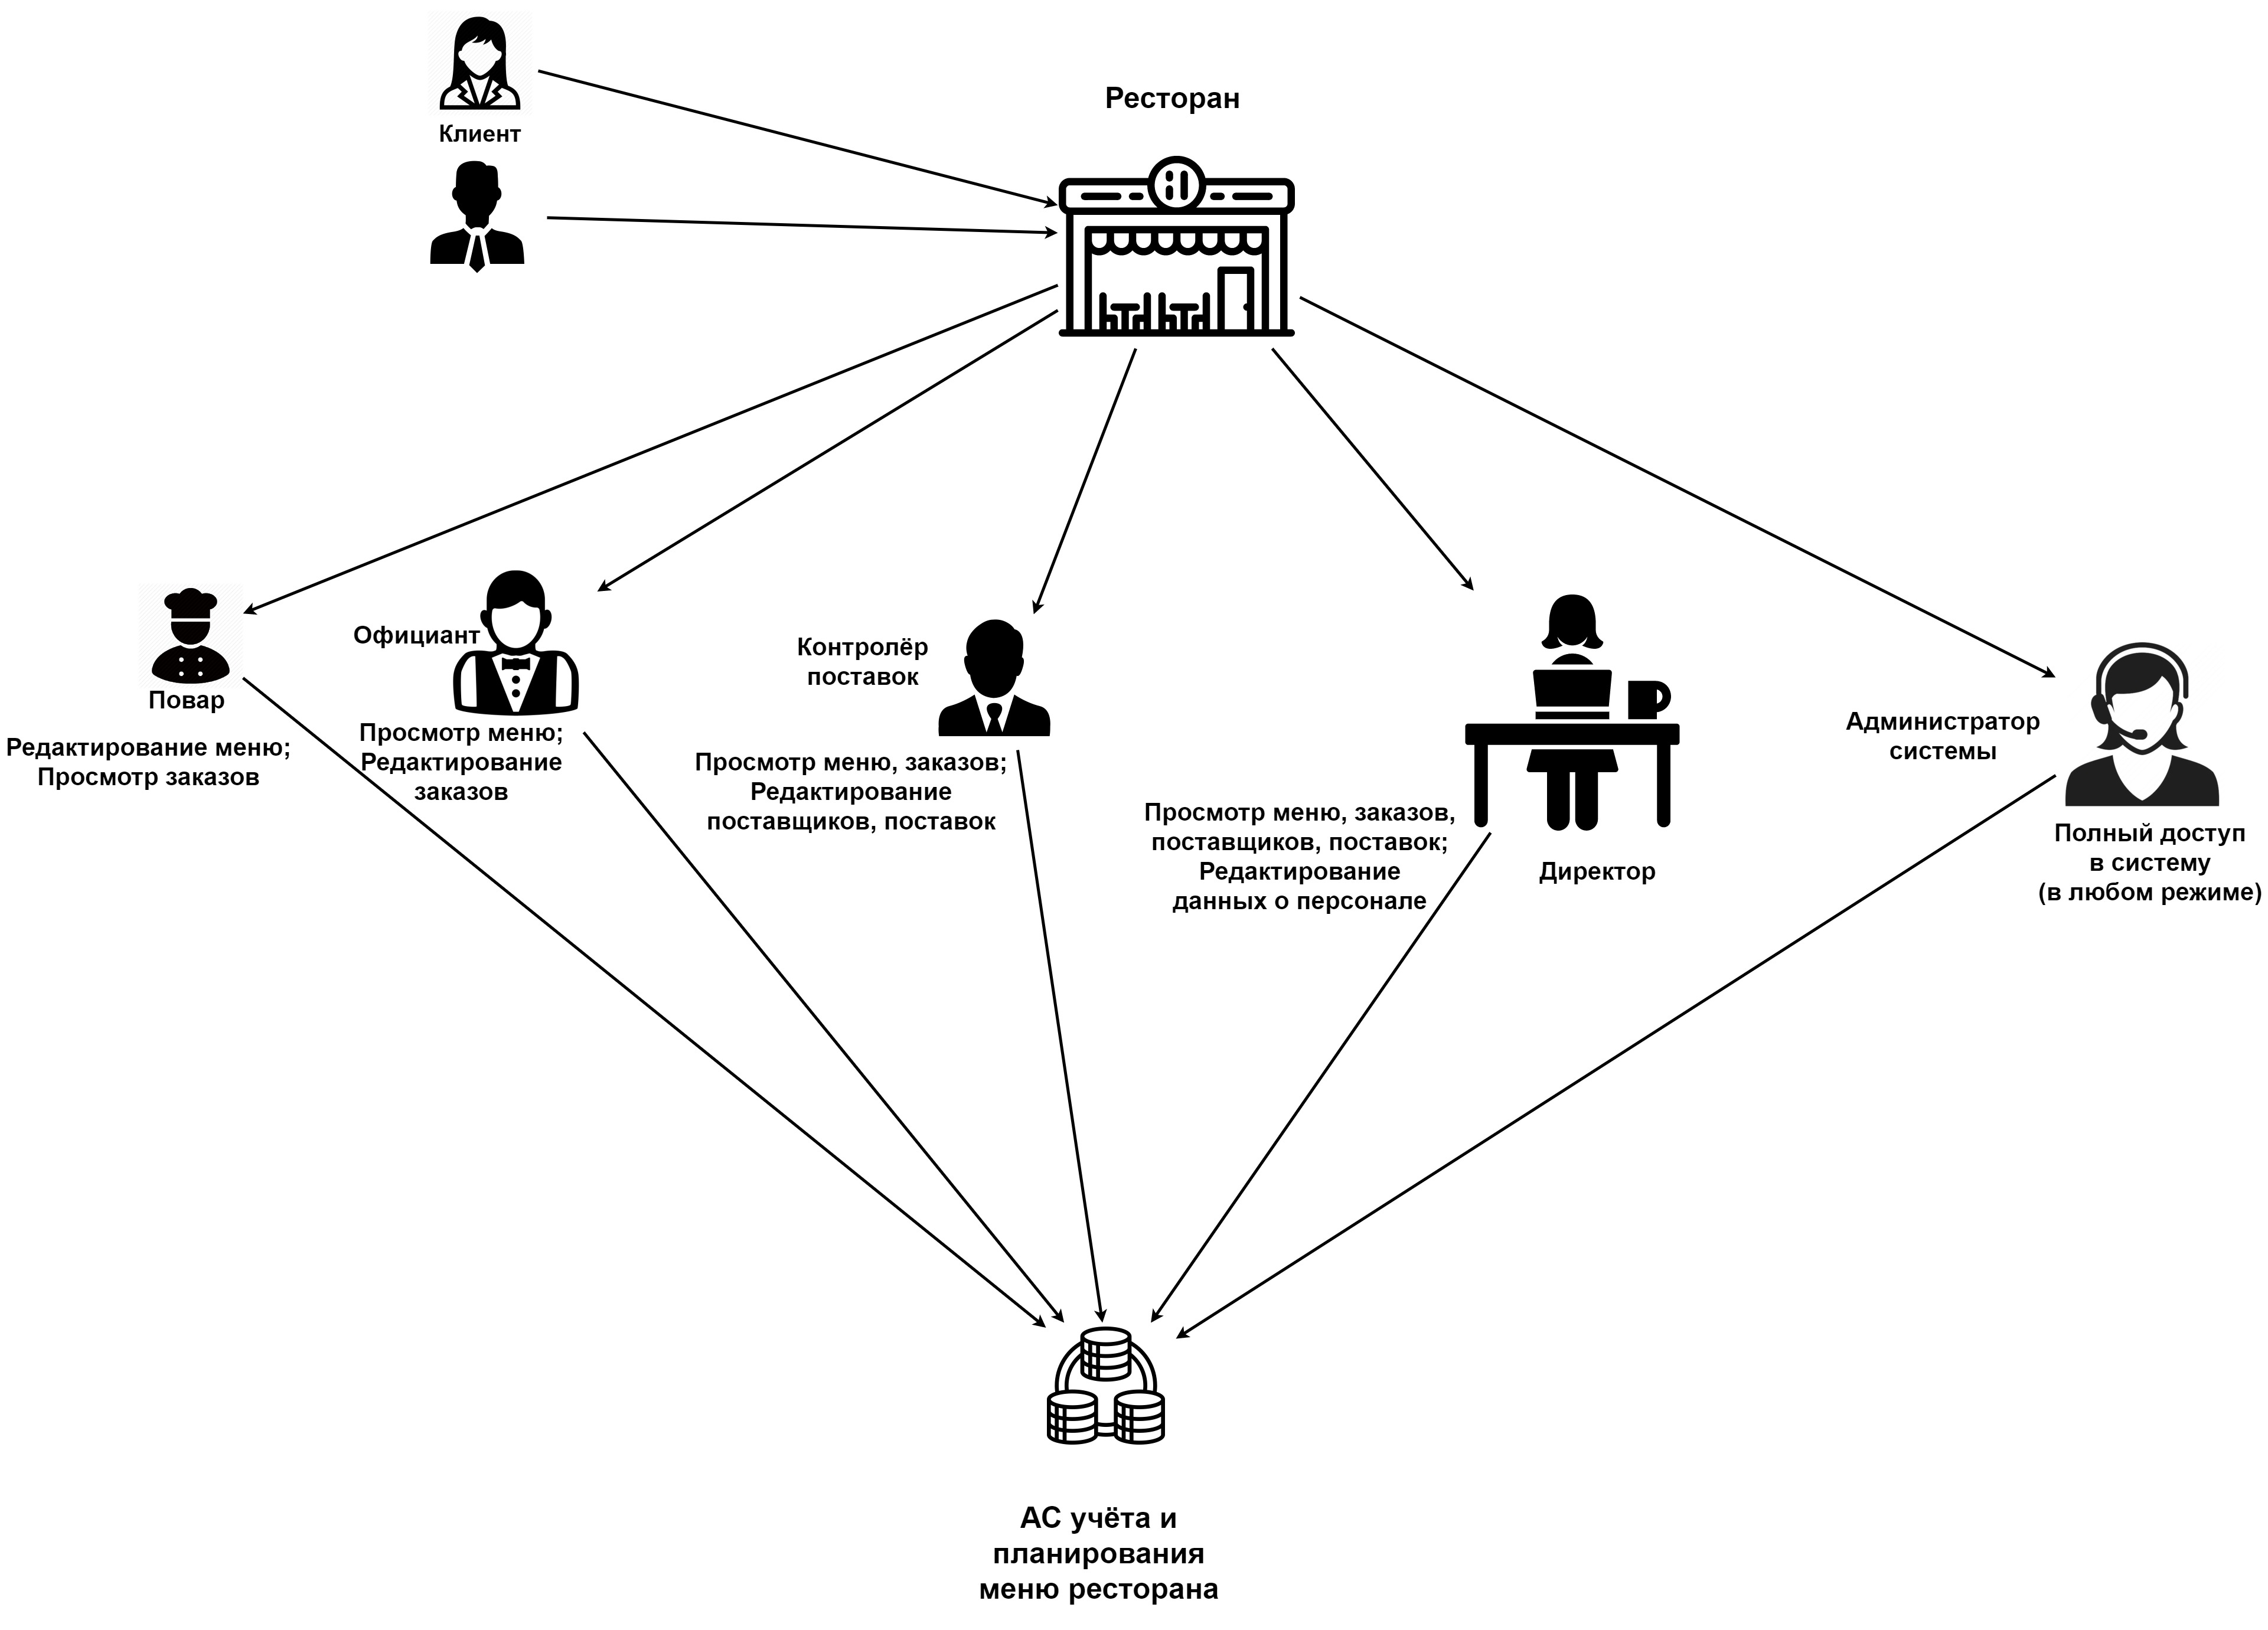 Клиент
Ресторан
Повар
Редактирование меню;
Просмотр заказов
Официант
Просмотр меню;
Редактирование
заказов
Контролёр
поставок
Просмотр меню, заказов;
Редактирование
поставщиков, поставок
Просмотр меню, заказов,
поставщиков, поставок;
Редактирование
данных о персонале
Директор
Администратор
системы
Полный доступ
в систему
(в любом режиме)
АС учёта и
планирования
меню ресторана